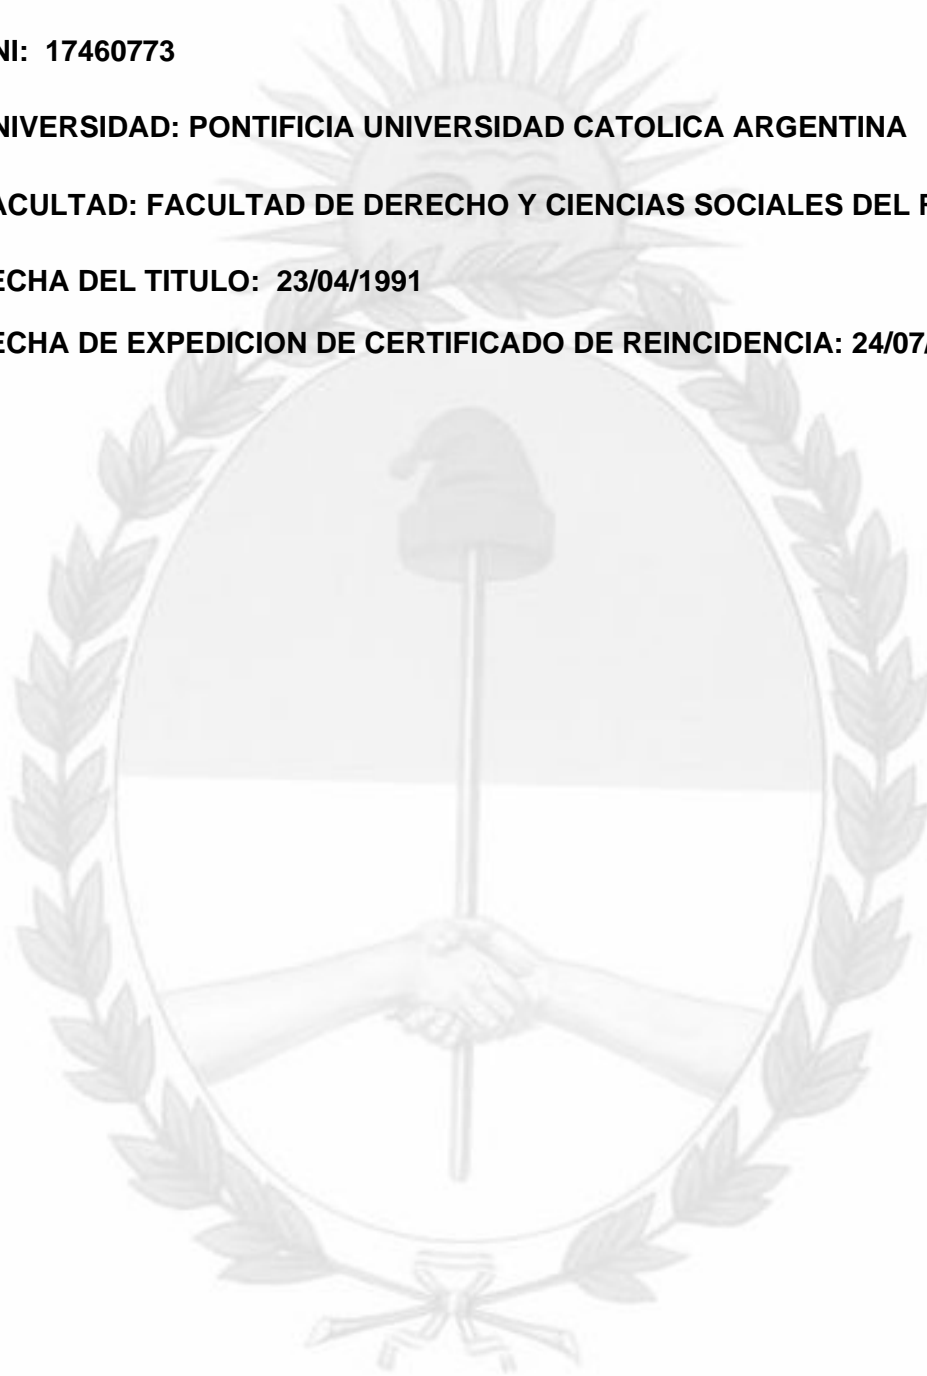 NI: 17460773
NIVERSIDAD: PONTIFICIA UNIVERSIDAD CATOLICA ARGENTINA
ACULTAD: FACULTAD DE DERECHO Y CIENCIAS SOCIALES DEL
ECHA DEL TITULO: 23/04/1991
ECHA DE EXPEDICION DE CERTIFICADO DE REINCIDENCIA: 24/07/